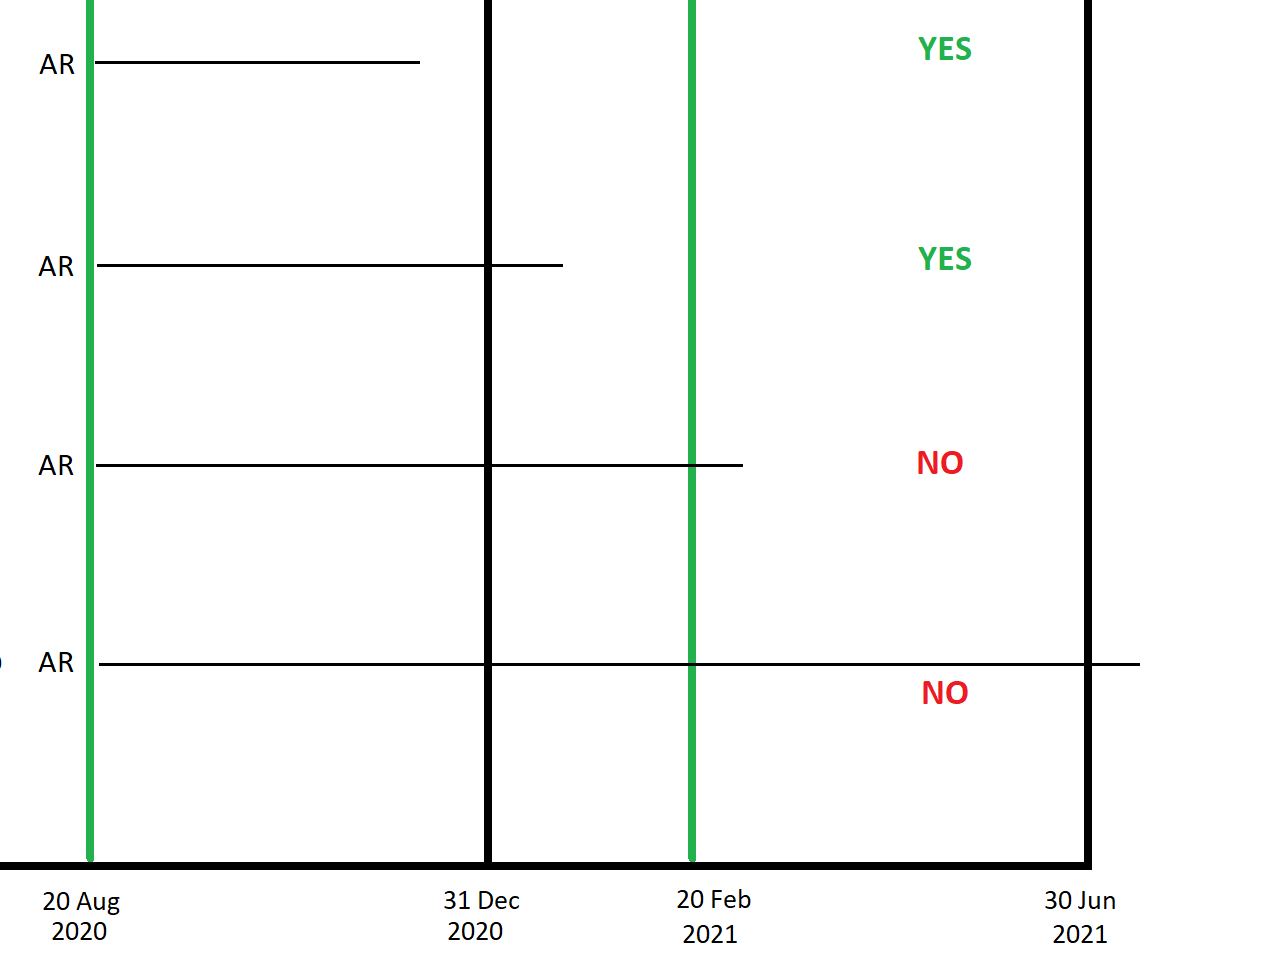 AR
YES
AR
YES
AR
NO
AR
NO
20 Aug
2020
31 Dec
2020
20 Feb
2021
30 Jun
2021